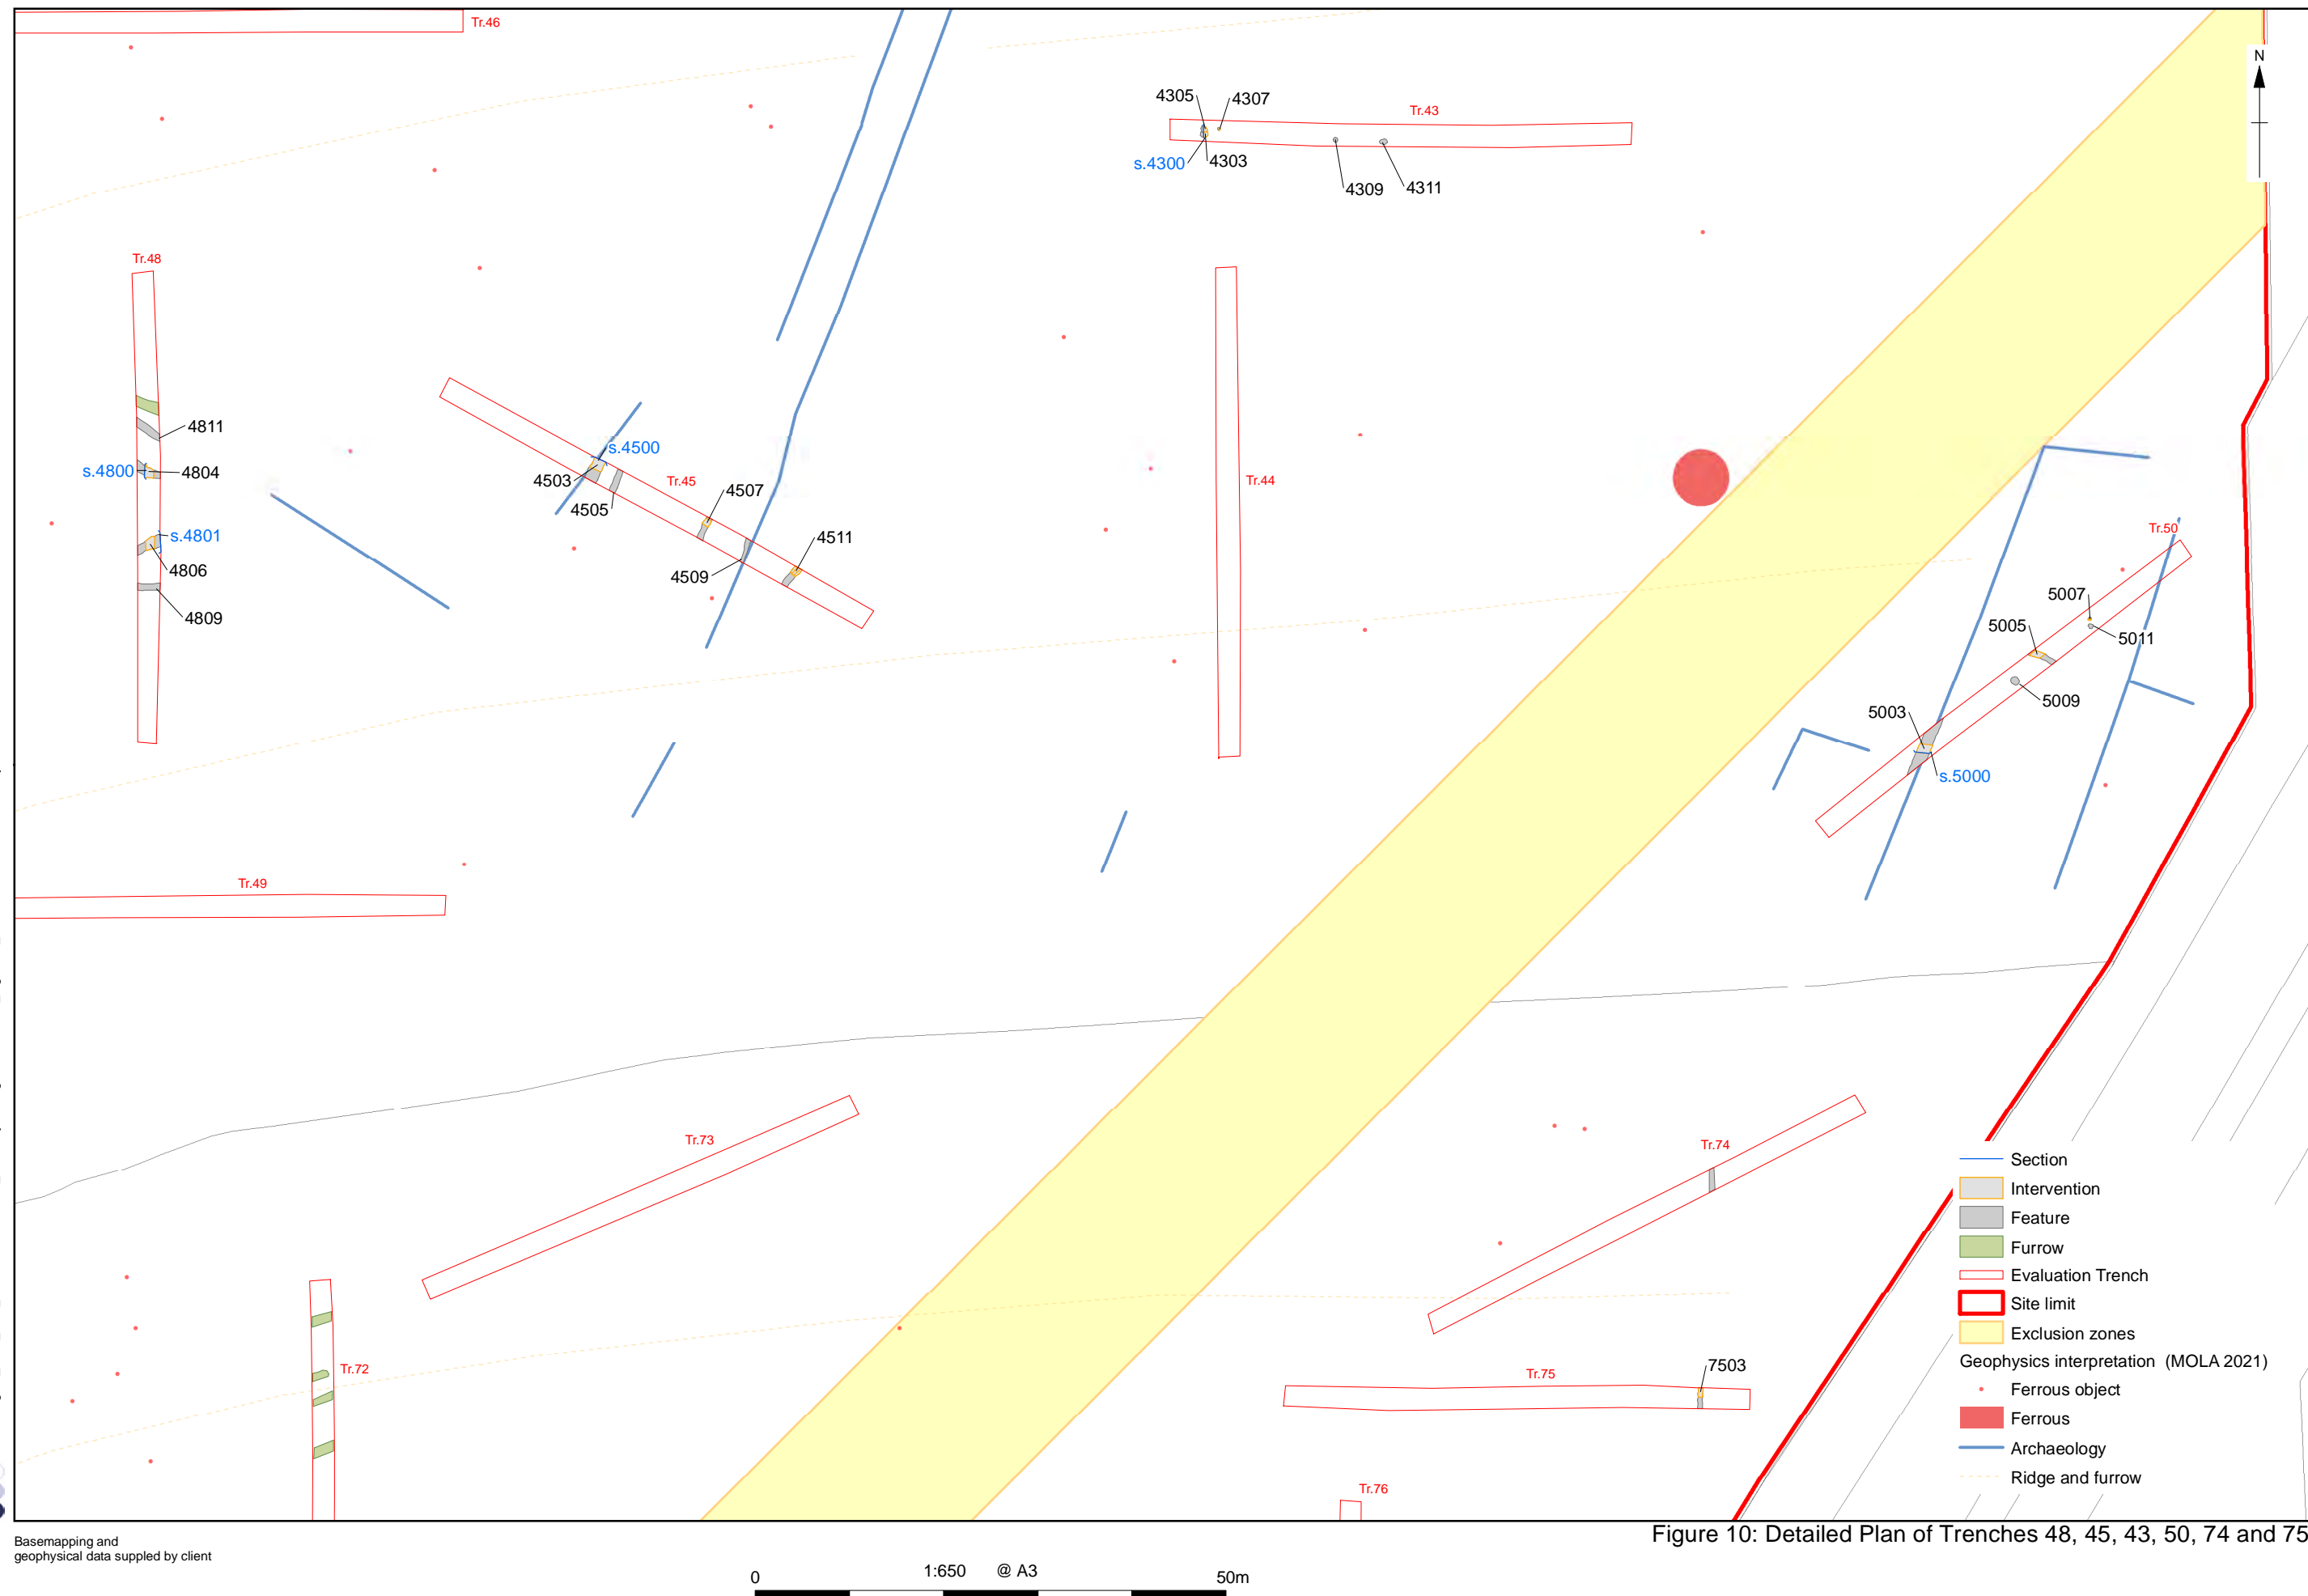 Tr.46
N
4305
4307
Tr.43
s.4300
4303
4309
4311
Tr.48
4811
s.4800
4804
s.4801
4806
4809
s.4500
4503
Tr.45
4505
4507
4511
4509
Tr.44
Tr.50
5007
5005
5011
5009
5003
s.5000
Tr.49
Tr.73
Tr.74
Tr.72
Tr.75
7503
Tr.76
Section
Intervention
Feature
Furrow
Evaluation Trench
Site limit
Exclusion zones
Geophysics interpretation (MOLA 2021)
Ferrous object
Ferrous
Archaeology
Ridge and furrow
Basemapping and
geophysical data suppled by client
Figure 10: Detailed Plan of Trenches 48, 45, 43, 50, 74 and 75
1:650 @ A3
0 50m